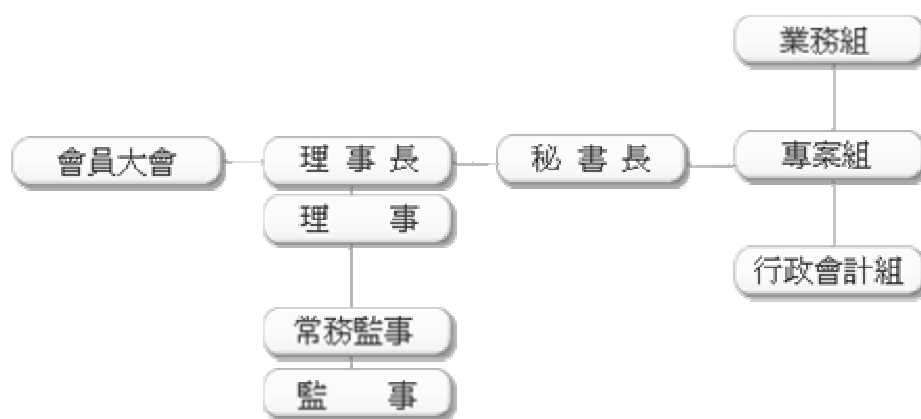 業務組
會員大會
理事長
秘書長
專案組
理事
行政會計組
常務監事
監事